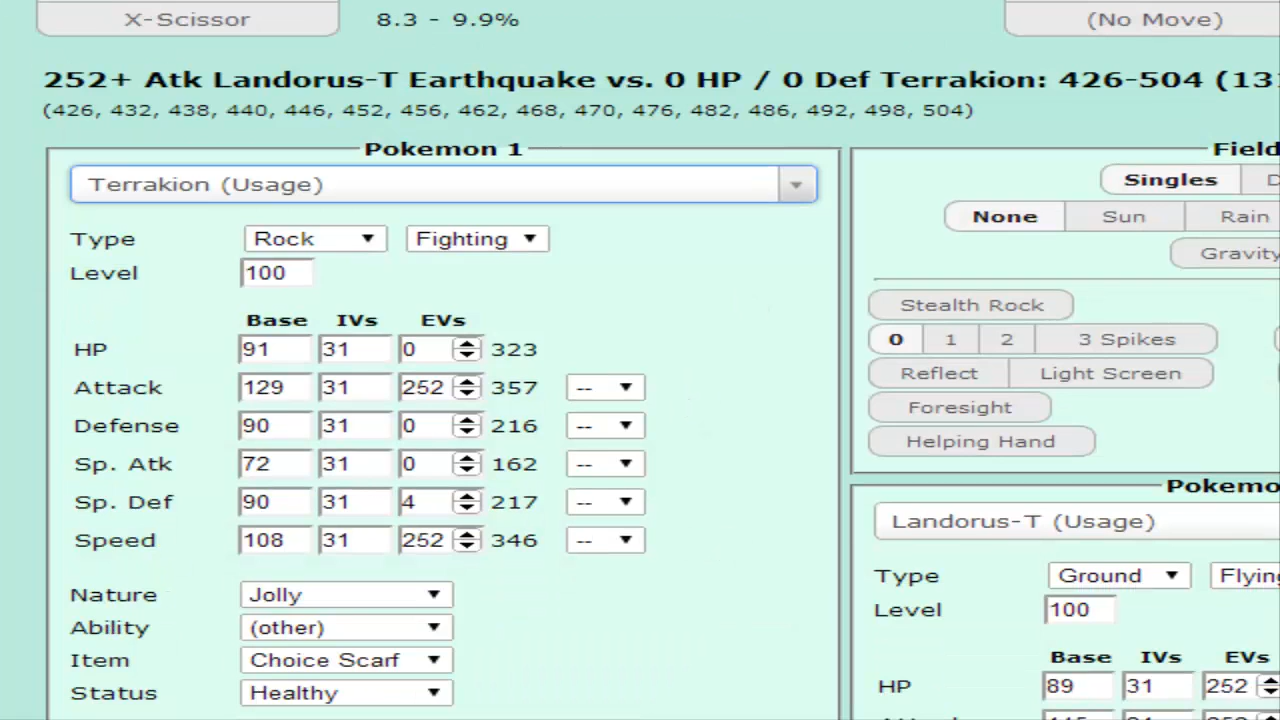 X-Scissor 8.3 - 9.9% (No Move)
252+ Atk Landorus-T Earthquake vs. 0 HP / 0 Def Terrakion: 426-504 (13
(426, 432, 438, 440, 446, 452, 456, 462, 468, 470, 476, 482, 486, 492, 498, 504)
Pokemon 1
Terrakion (Usage)
Type Rock Fighting
Level 100
Base IVs EVs
HP 91 31 0 323
Attack 129 31 252 357 --
Defense 90 31 0 216 --
Sp. Atk 72 31 0 162 --
Sp. Def 90 31 4 217 --
Speed 108 31 252 346 --
Nature Jolly
Ability (other)
Item Choice Scarf
Status Healthy
Field
Singles D
None Sun Rain
Gravity
Stealth Rock
0 1 2 3 Spikes
Reflect Light Screen
Foresight
Helping Hand
Pokemo
Landorus-T (Usage)
Type Ground Flying
Level 100
Base IVs EVs
HP 89 31 252